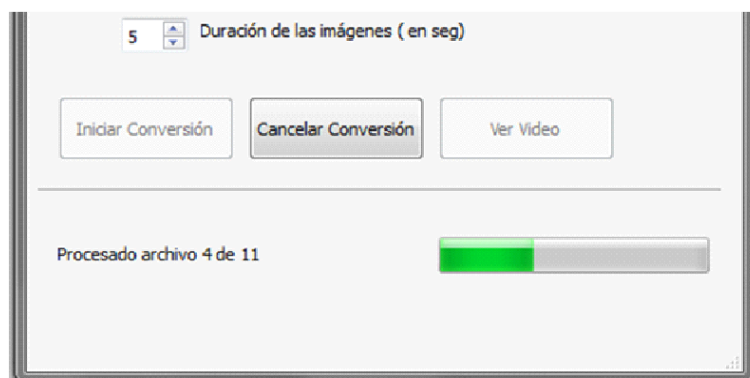 5 Duración de las imágenes ( en seg)
Iniciar Conversión Cancelar Conversión Ver Video
Procesado archivo 4 de 11